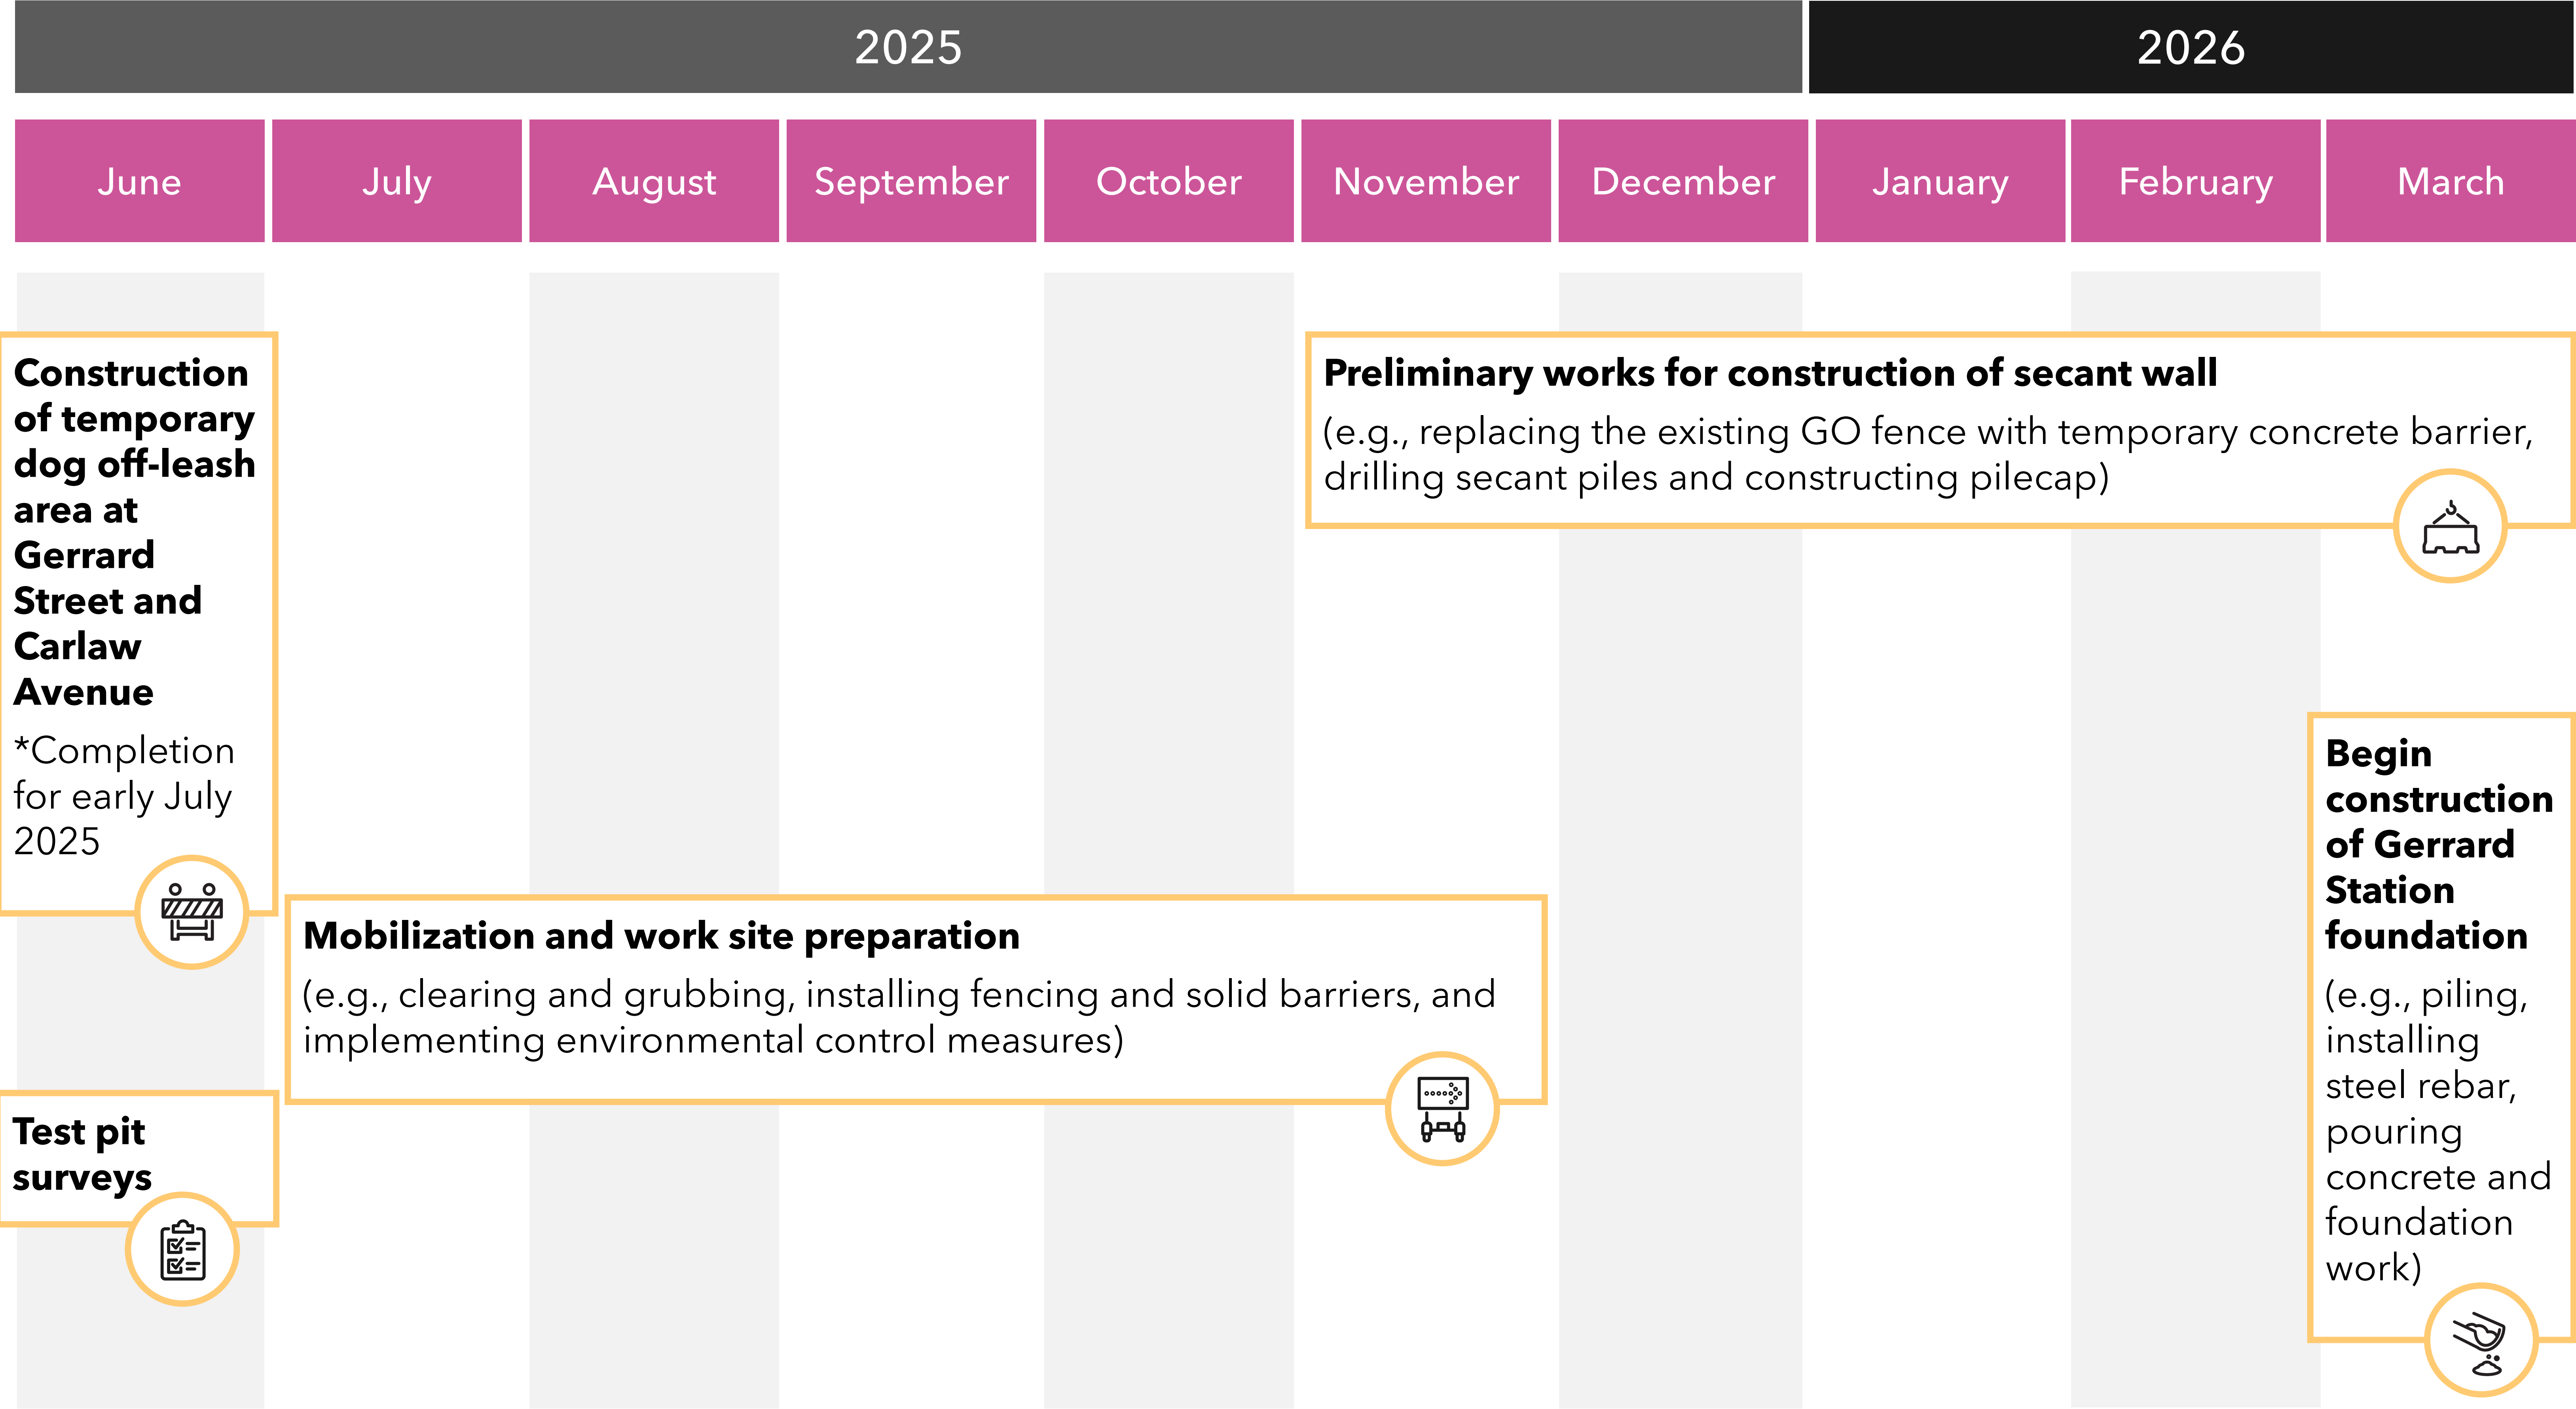 2025
2026
June
July
August
September
October
November
December
January
February
March
Construction
of temporary
dog off-leash
area at
Gerrard
Street and
Carlaw
Avenue
*Completion
for early July
2025
Preliminary works for construction of secant wall
(e.g., replacing the existing GO fence with temporary concrete barrier,
drilling secant piles and constructing pilecap)
Mobilization and work site preparation
(e.g., clearing and grubbing, installing fencing and solid barriers, and
implementing environmental control measures)
Test pit
surveys
Begin
construction
of Gerrard
Station
foundation
(e.g., piling,
installing
steel rebar,
pouring
concrete and
foundation
work)